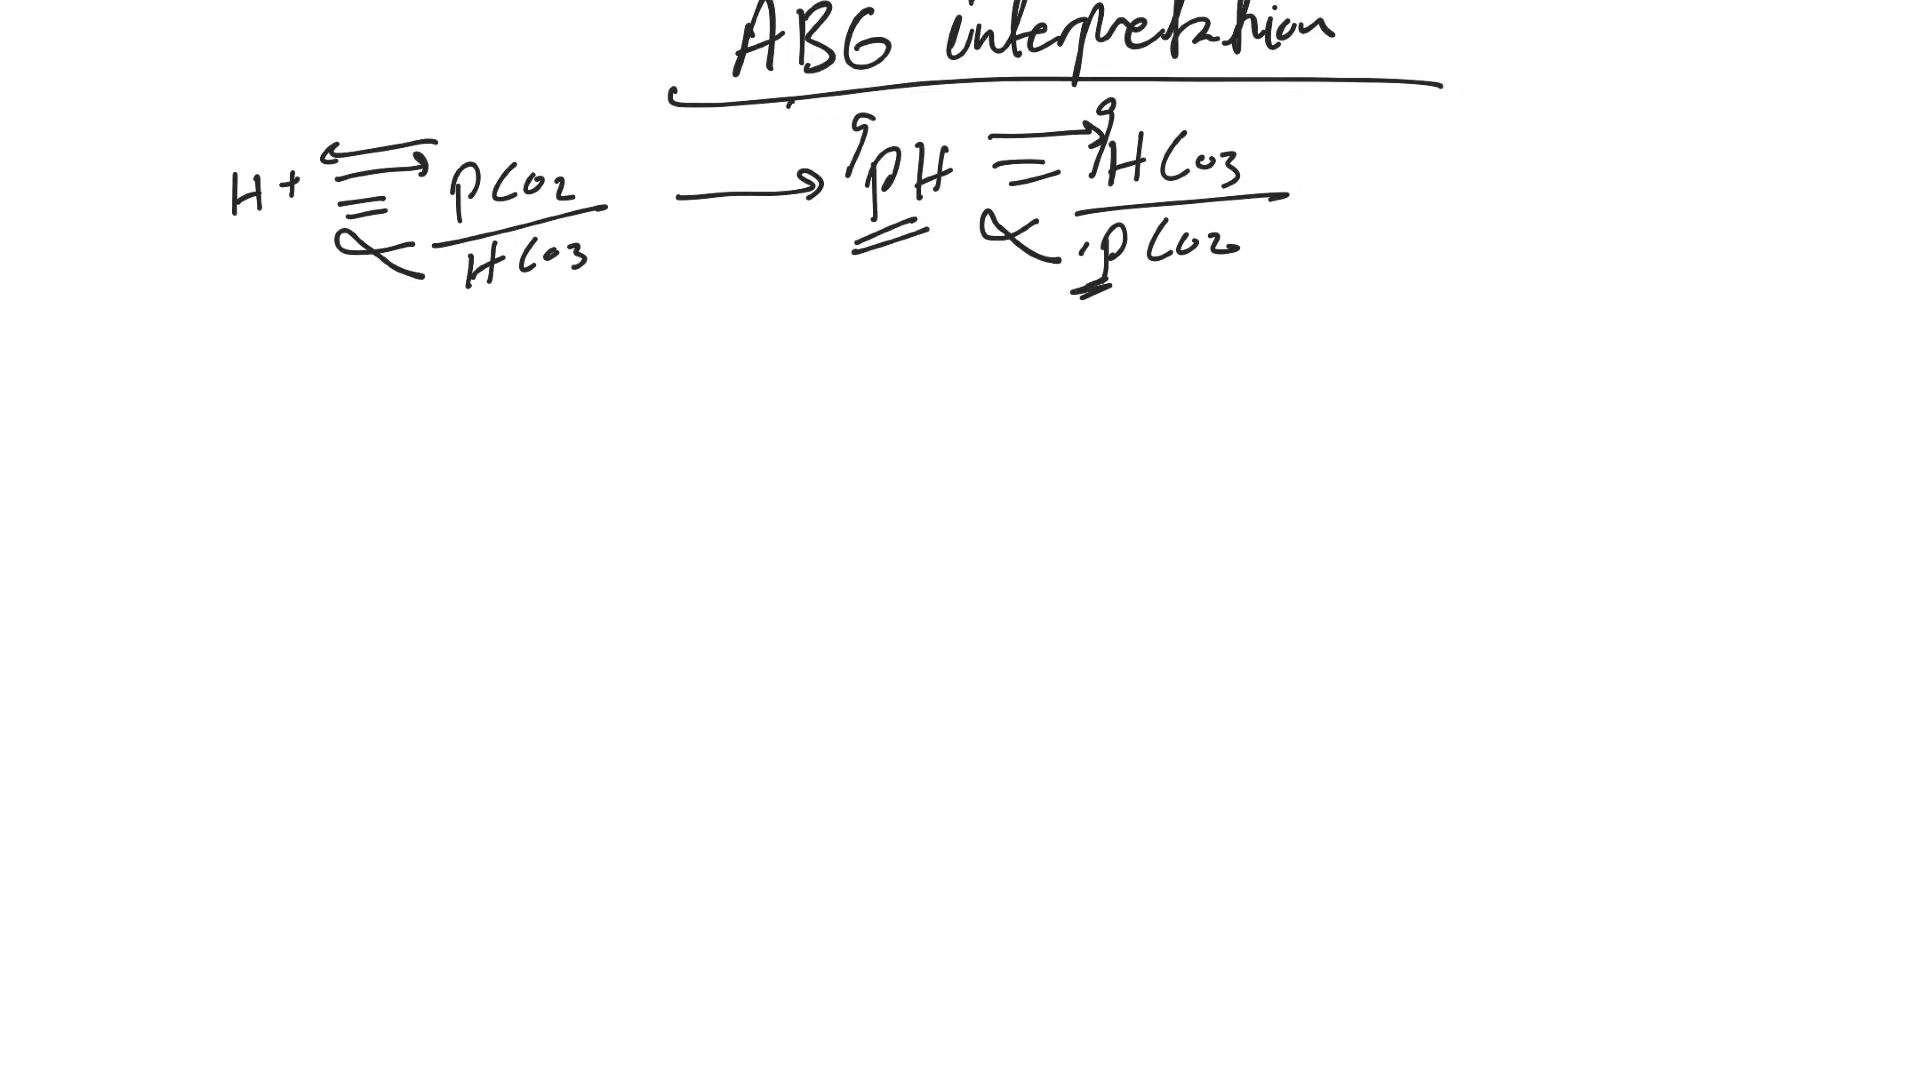 ABG interpretation
H+ ⇄ ≡ ∝ pCO2 / HCO3 → pH → = ∝ HCO3 / pCO2